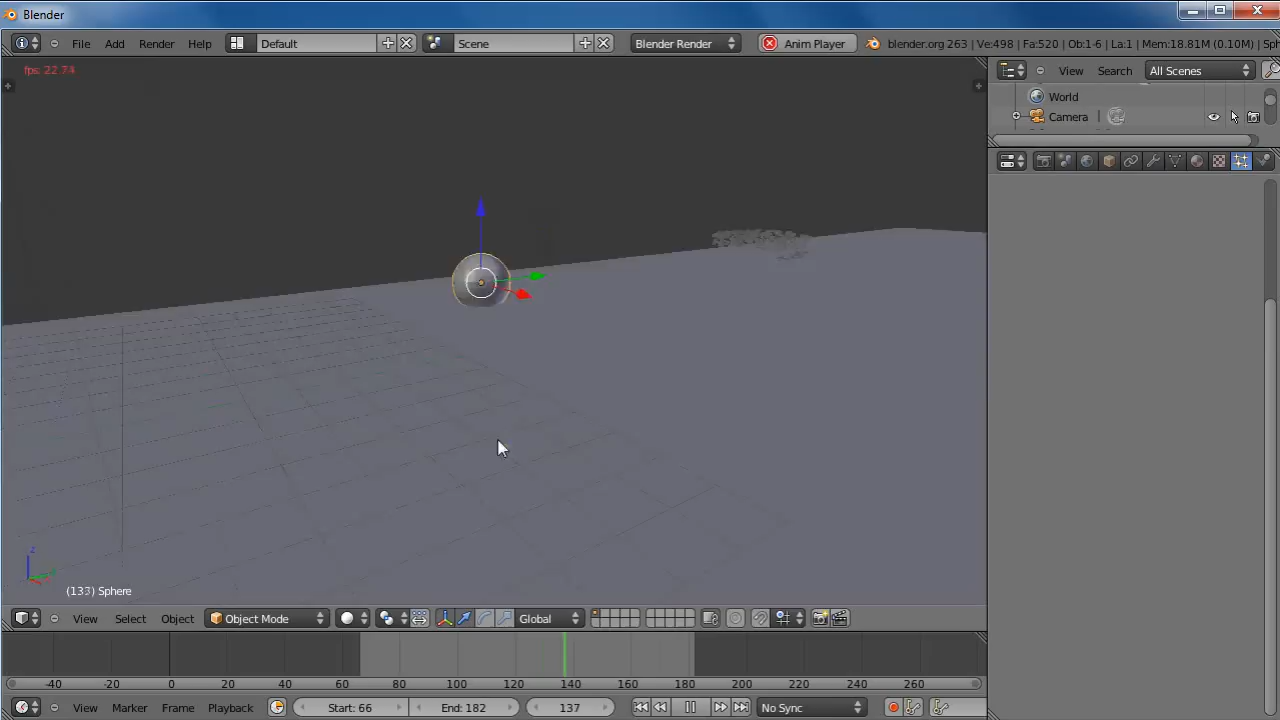 Blender
File Add Render Help Default Scene Blender Render Anim Player blender.org 263 | Ve:498 | Fa:520 | Ob:1-6 | La:1 | Mem:18.81M (0.10M) | Sph
fps: 22.74
View Search All Scenes
World
Camera
z
(133) Sphere
View Select Object Object Mode Global
-40 -20 0 20 40 60 80 100 120 140 160 180 200 220 240 260
View Marker Frame Playback Start: 66 End: 182 137 No Sync